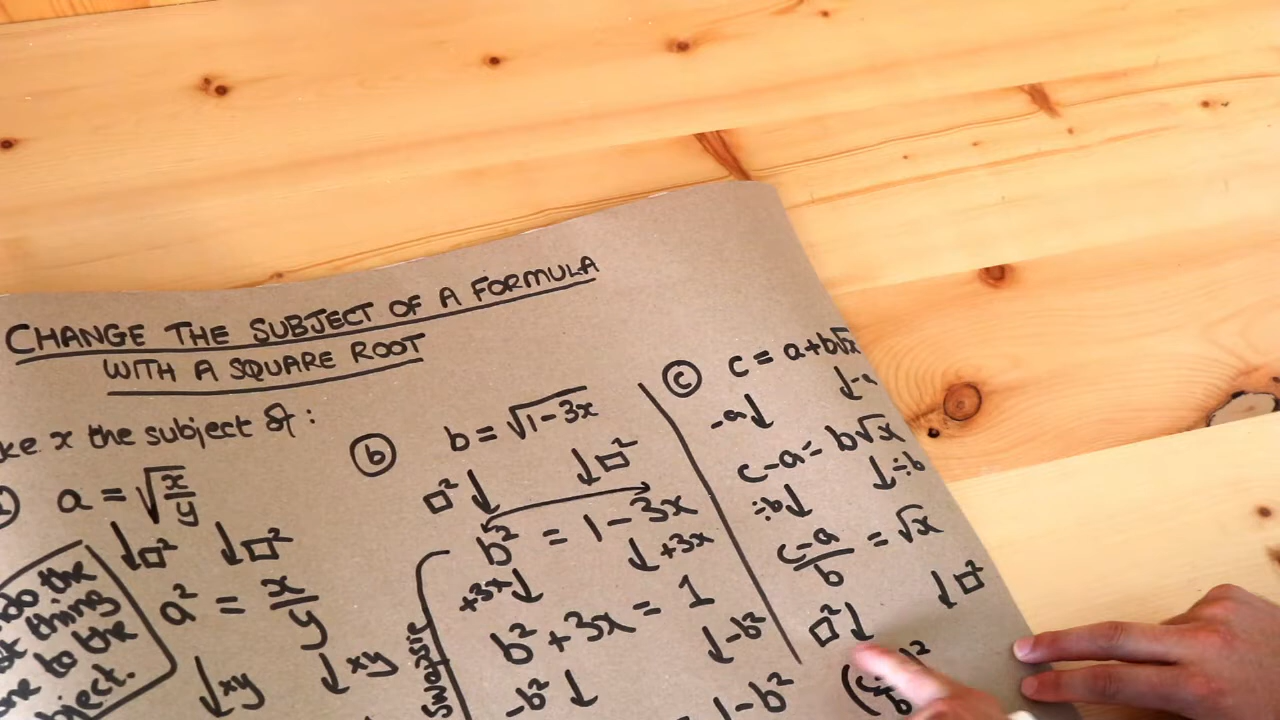 CHANGE THE SUBJECT OF A FORMULA
WITH A SQUARE ROOT
the subject of :
a = √(x/y)
↓□² ↓□²
a² = x/y
↓xy ↓xy
do the
thing
to the
ⓑ b = √(1-3x)
□²↓ ↓□²
b² = 1-3x
+3x↓ ↓+3x
b²+3x = 1
-b²↓ ↓-b²
1-b²
ⓒ c = a+b√x
-a↓ ↓-a
c-a = b√x
÷b↓ ↓÷b
(c-a)/b = √x
□²↓ ↓□²